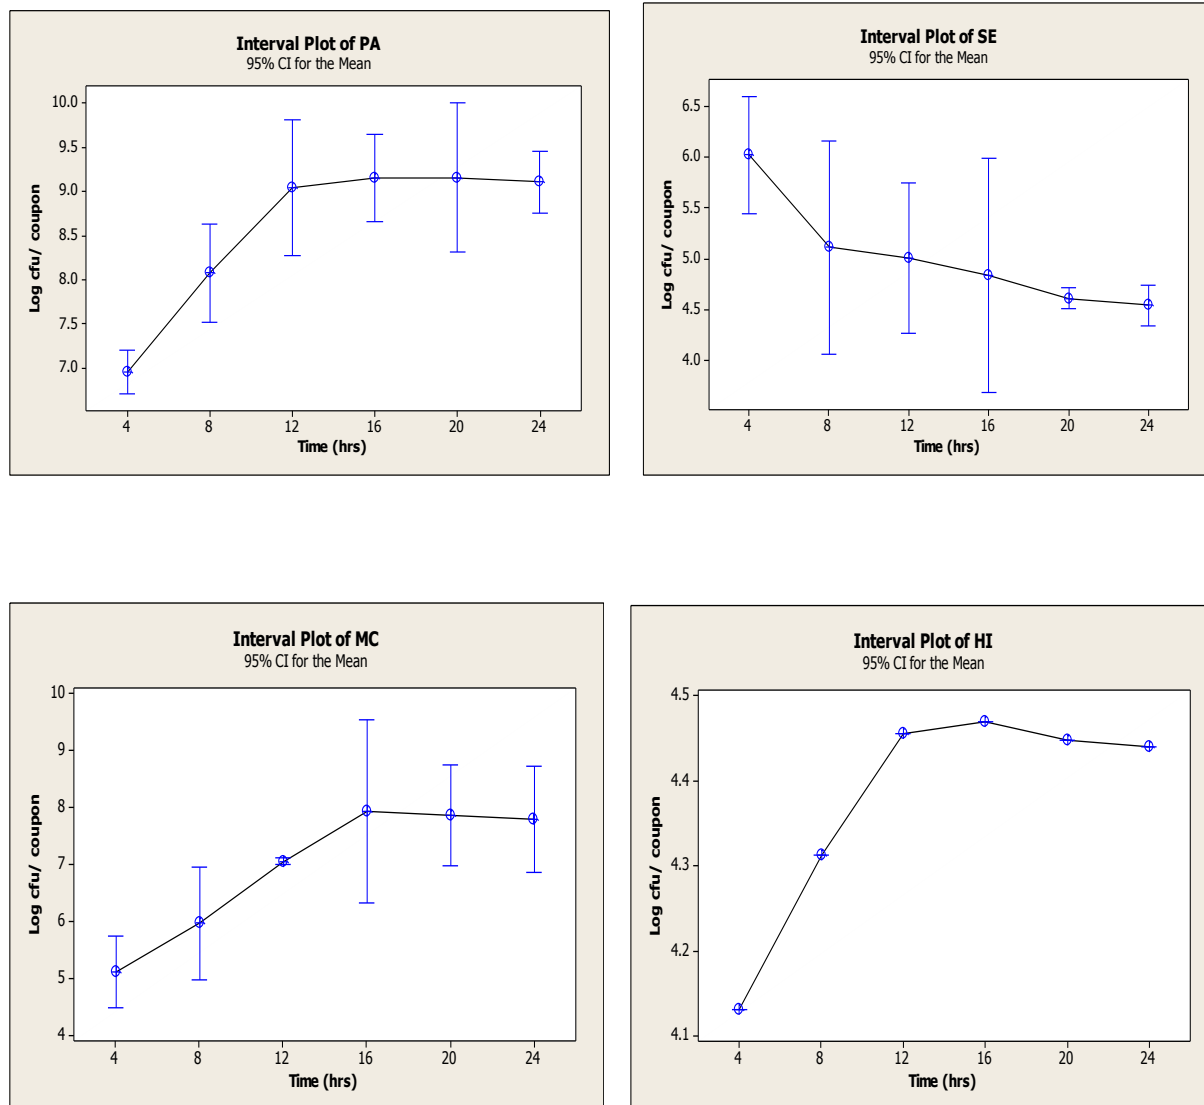 Interval Plot of PA
95% CI for the Mean
10.0
9.5
9.0
8.5
8.0
7.5
7.0
Log cfu/ coupon
4 8 12 16 20 24
Time (hrs)
Interval Plot of SE
95% CI for the Mean
6.5
6.0
5.5
5.0
4.5
4.0
Log cfu/ coupon
4 8 12 16 20 24
Time (hrs)
Interval Plot of MC
95% CI for the Mean
10
9
8
7
6
5
4
Log cfu/ coupon
4 8 12 16 20 24
Time (hrs)
Interval Plot of HI
95% CI for the Mean
4.5
4.4
4.3
4.2
4.1
Log cfu/ coupon
4 8 12 16 20 24
Time (hrs)